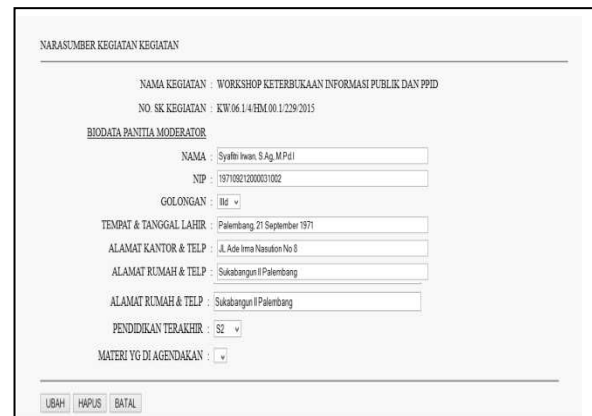 NARASUMBER KEGIATAN KEGIATAN
NAMA KEGIATAN : WORKSHOP KETERBUKAAN INFORMASI PUBLIK DAN PPID
NO. SK KEGIATAN : KW.06.1/4/HM.00.1/229/2015
BIODATA PANITIA MODERATOR
NAMA : Syafitri Irwan, S.Ag, M.Pd.I
NIP : 197109212000031002
GOLONGAN : IIId
TEMPAT & TANGGAL LAHIR : Palembang, 21 September 1971
ALAMAT KANTOR & TELP : JL Ade Irma Nasution No 8
ALAMAT RUMAH & TELP : Sukabangun II Palembang
ALAMAT RUMAH & TELP : Sukabangun II Palembang
PENDIDIKAN TERAKHIR : S2
MATERI YG DI AGENDAKAN :
UBAH HAPUS BATAL